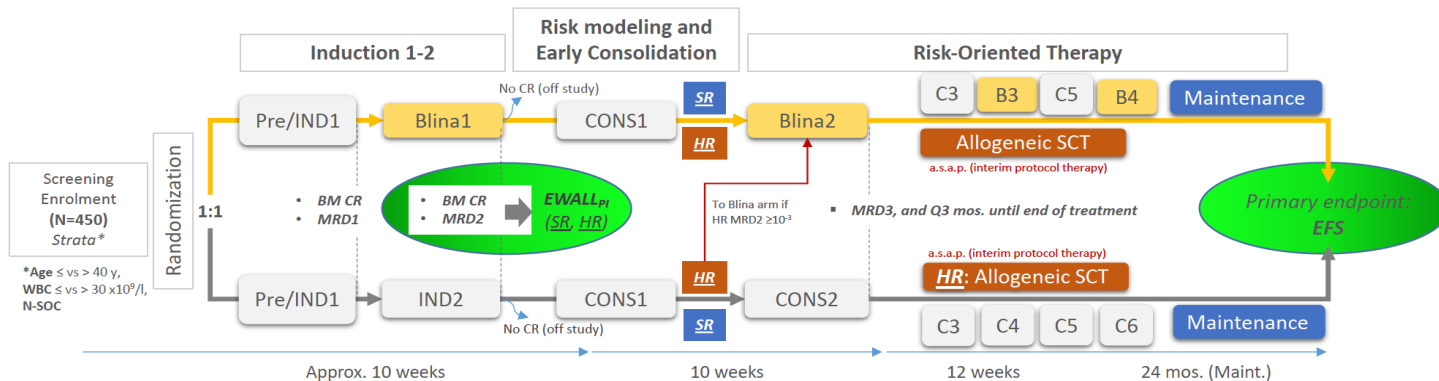 Induction 1-2
Risk modeling and
Early Consolidation
Risk-Oriented Therapy
No CR (off study)
SR
C3
B3
C5
B4
Maintenance
Pre/IND1
Blina1
CONS1
HR
Blina2
Allogeneic SCT
a.s.a.p. (interim protocol therapy)
Screening
Enrolment
(N=450)
Strata*
Randomization
1:1
• BM CR
• MRD1
• BM CR
• MRD2
EWALLPI
(SR, HR)
To Blina arm if
HR MRD2 ≥10-3
▪ MRD3, and Q3 mos. until end of treatment
Primary endpoint:
EFS
*Age ≤ vs > 40 y,
WBC ≤ vs > 30 x10⁹/l,
N-SOC
a.s.a.p. (interim protocol therapy)
HR
HR: Allogeneic SCT
Pre/IND1
IND2
CONS1
CONS2
No CR (off study)
SR
C3
C4
C5
C6
Maintenance
Approx. 10 weeks
10 weeks
12 weeks
24 mos. (Maint.)